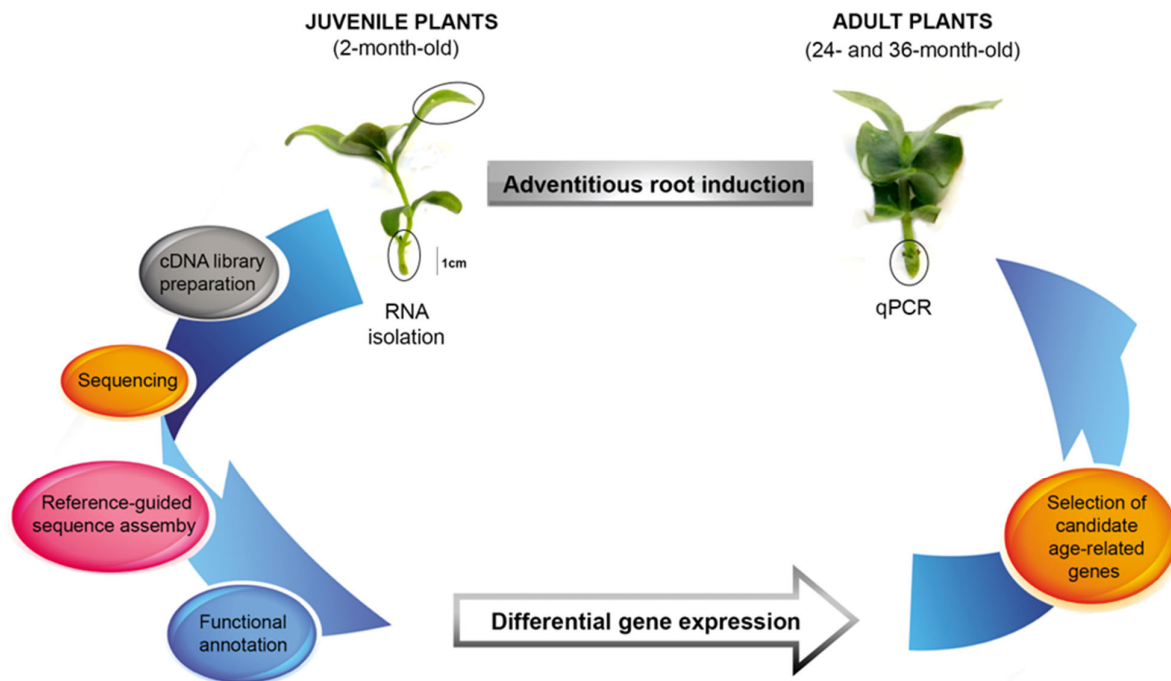 JUVENILE PLANTS
(2-month-old)
ADULT PLANTS
(24- and 36-month-old)
Adventitious root induction
cDNA library
preparation
1cm
RNA
isolation
qPCR
Sequencing
Reference-guided
sequence assemby
Functional
annotation
Differential gene expression
Selection of
candidate
age-related
genes